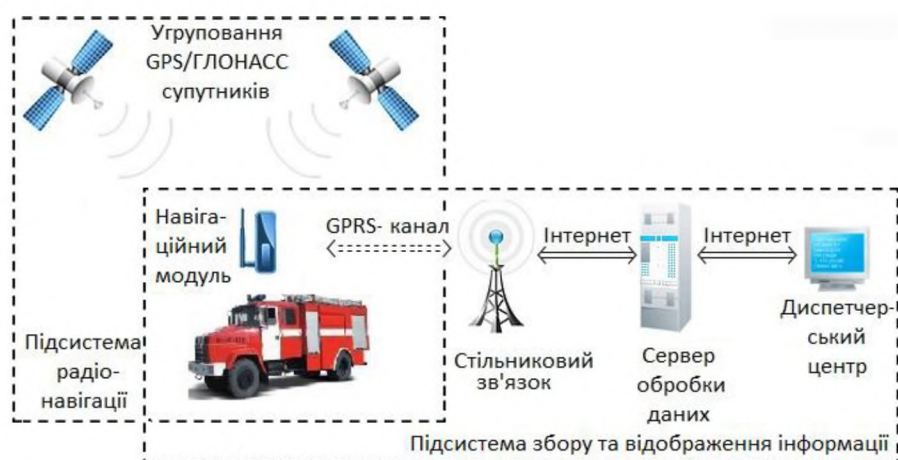 Угруповання
GPS/ГЛОНАСС
супутників
Навіга-
ційний
модуль
GPRS- канал
Інтернет
Інтернет
Підсистема
радіо-
навігації
Стільниковий
зв'язок
Сервер
обробки
даних
Диспетчер-
ський
центр
Підсистема збору та відображення інформації